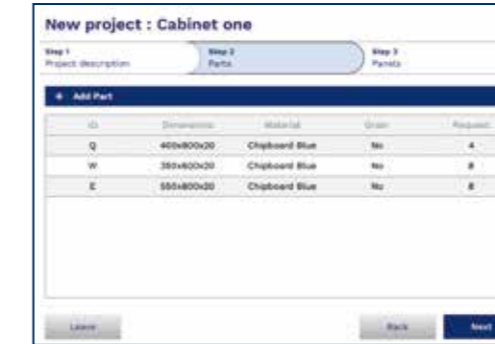 New project : Cabinet one
Step 1 Step 2 Step 3
Project description Parts Panels
+ Add Part
ID Dimensions Material Grain Request
Q 400x800x20 Chipboard Blue No 4
W 350x600x20 Chipboard Blue No 8
E 550x800x20 Chipboard Blue No 8
Leave Back Next